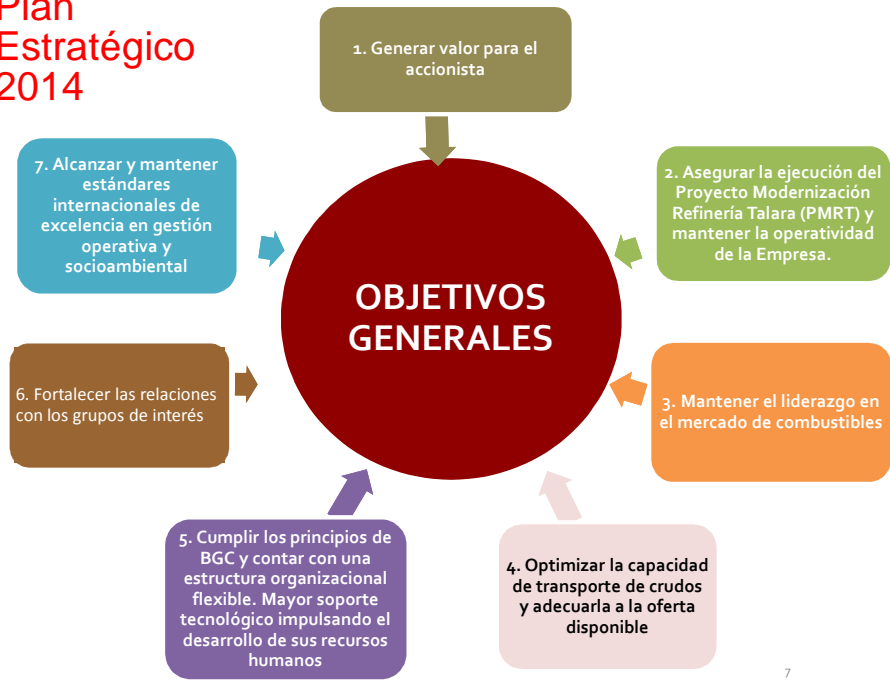 Plan
Estratégico
2014
1. Generar valor para el
accionista
2. Asegurar la ejecución del
Proyecto Modernización
Refinería Talara (PMRT) y
mantener la operatividad
de la Empresa.
3. Mantener el liderazgo en
el mercado de combustibles
4. Optimizar la capacidad
de transporte de crudos
y adecuarla a la oferta
disponible
5. Cumplir los principios de
BGC y contar con una
estructura organizacional
flexible. Mayor soporte
tecnológico impulsando el
desarrollo de sus recursos
humanos
6. Fortalecer las relaciones
con los grupos de interés
7. Alcanzar y mantener
estándares
internacionales de
excelencia en gestión
operativa y
socioambiental
OBJETIVOS
GENERALES
7